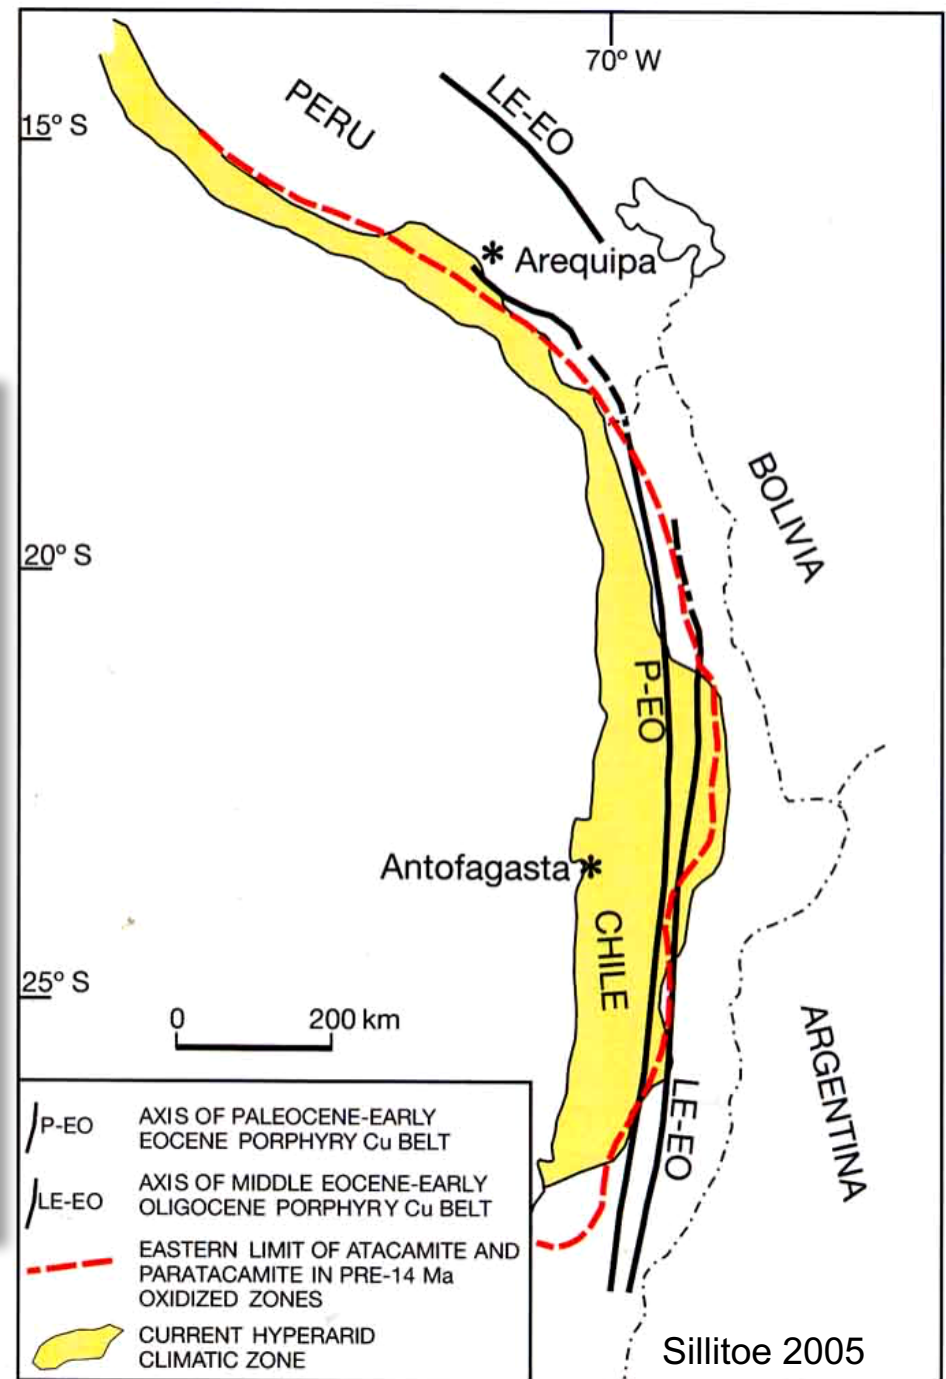 70° W
LE-EO
PERU
15° S
* Arequipa
BOLIVIA
20° S
P-EO
Antofagasta *
CHILE
25° S
0 200 km
ARGENTINA
LE-EO
P-EO
AXIS OF PALEOCENE-EARLY
EOCENE PORPHYRY Cu BELT
LE-EO
AXIS OF MIDDLE EOCENE-EARLY
OLIGOCENE PORPHYRY Cu BELT
EASTERN LIMIT OF ATACAMITE AND
PARATACAMITE IN PRE-14 Ma
OXIDIZED ZONES
CURRENT HYPERARID
CLIMATIC ZONE
Sillitoe 2005